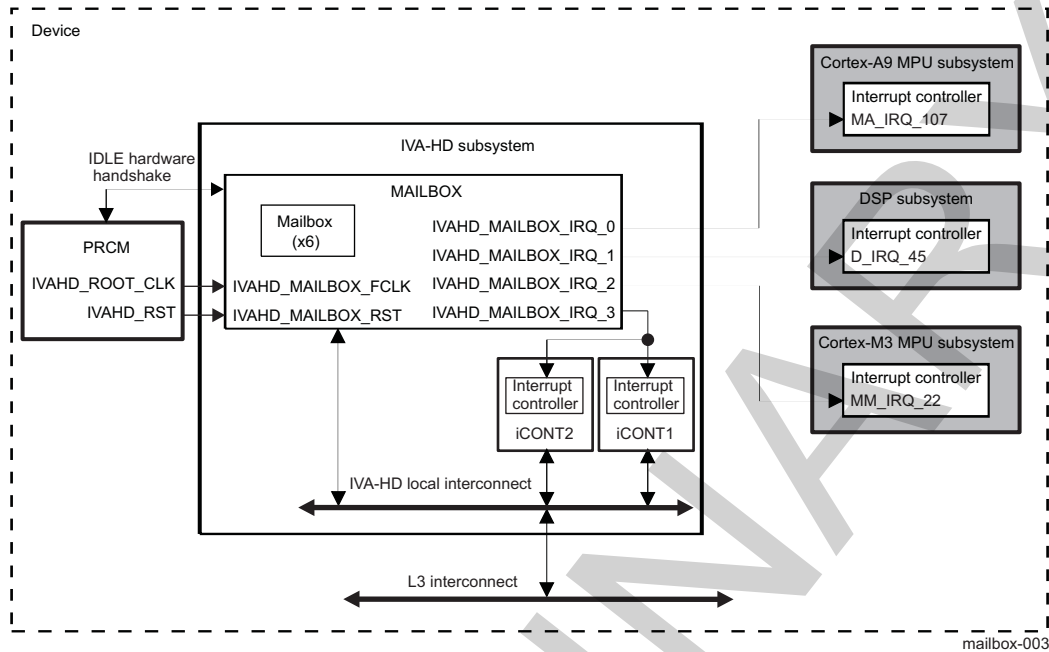 Device
Cortex-A9 MPU subsystem
Interrupt controller
MA_IRQ_107
IVA-HD subsystem
IDLE hardware
handshake
MAILBOX
Mailbox
(x6)
DSP subsystem
Interrupt controller
D_IRQ_45
PRCM
IVAHD_ROOT_CLK
IVAHD_RST
IVAHD_MAILBOX_FCLK
IVAHD_MAILBOX_RST
IVAHD_MAILBOX_IRQ_0
IVAHD_MAILBOX_IRQ_1
IVAHD_MAILBOX_IRQ_2
IVAHD_MAILBOX_IRQ_3
Cortex-M3 MPU subsystem
Interrupt controller
MM_IRQ_22
Interrupt
controller
iCONT2
Interrupt
controller
iCONT1
IVA-HD local interconnect
L3 interconnect
mailbox-003